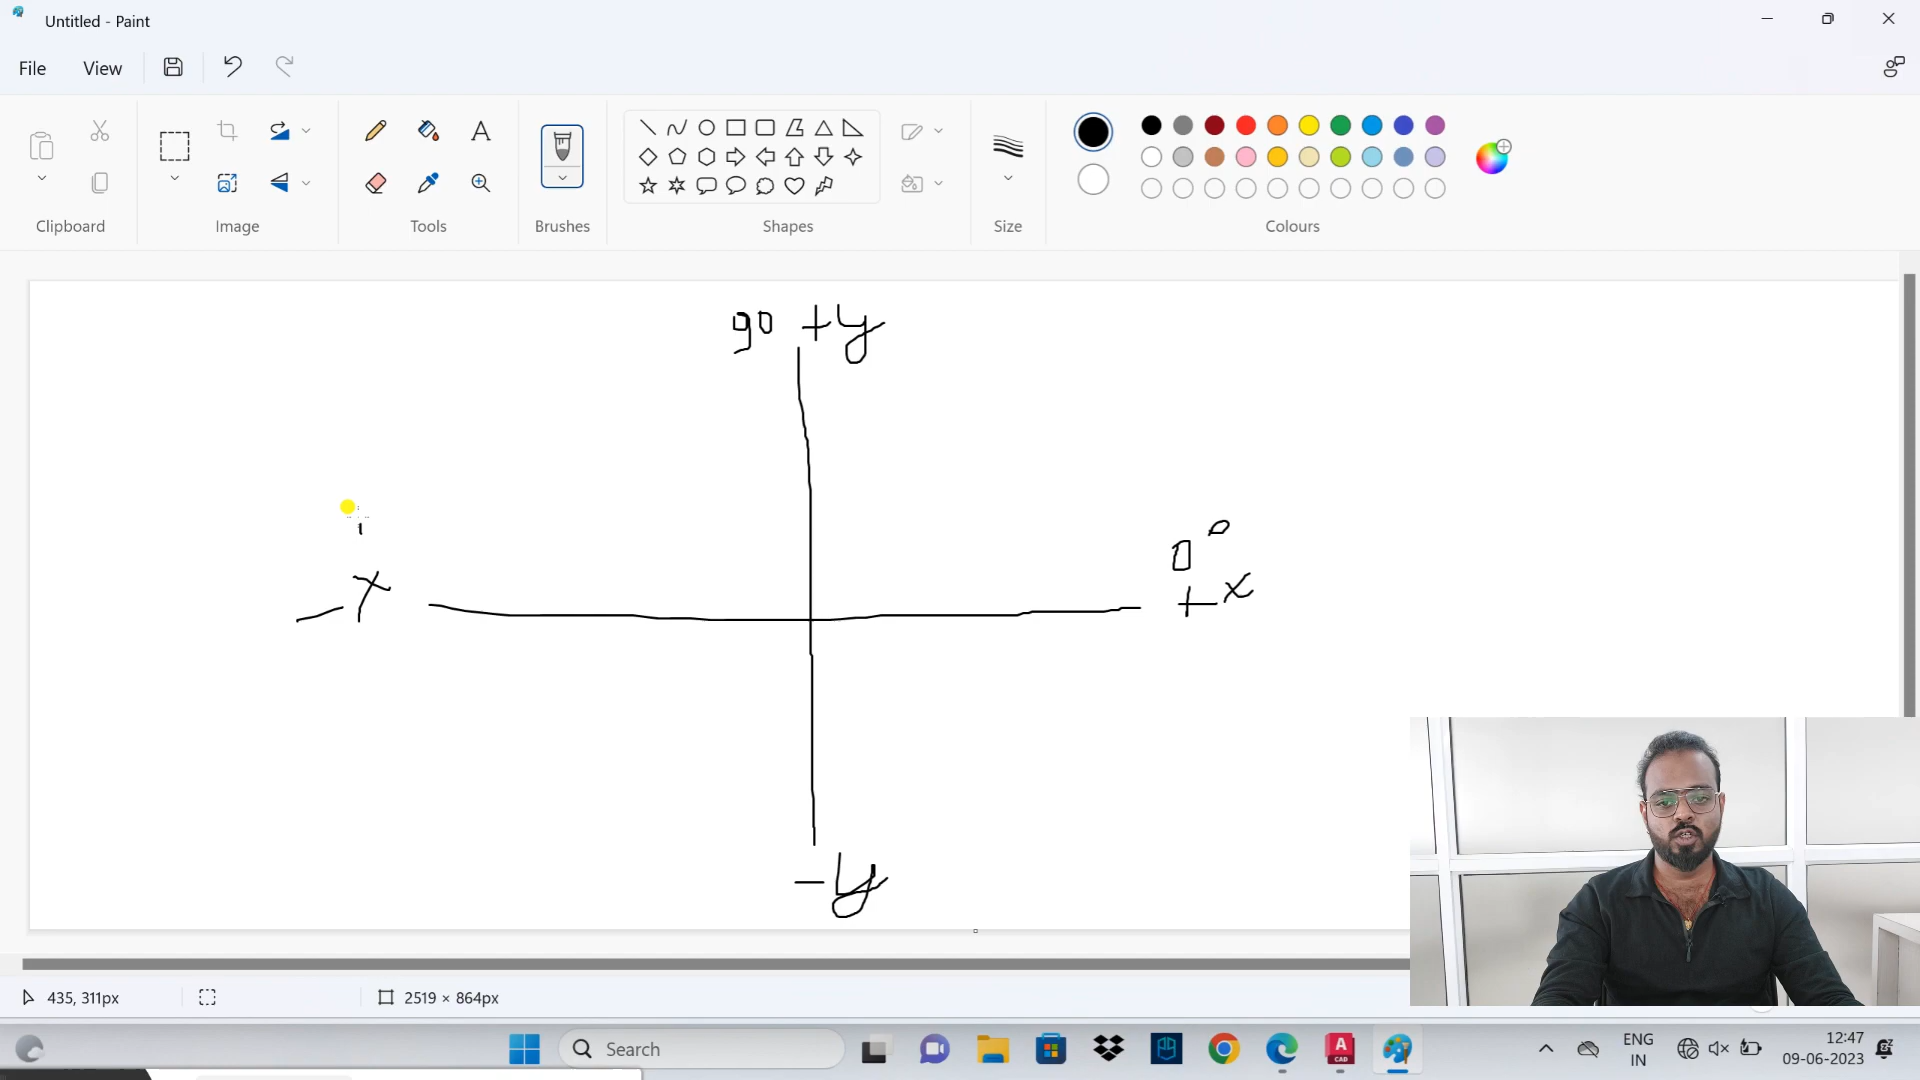 Untitled - Paint
File View
Clipboard Image Tools Brushes Shapes Size Colours
90 +y
0°
-x +x
-y
435, 311px 2519 × 864px
Search
ENG
IN
12:47
09-06-2023